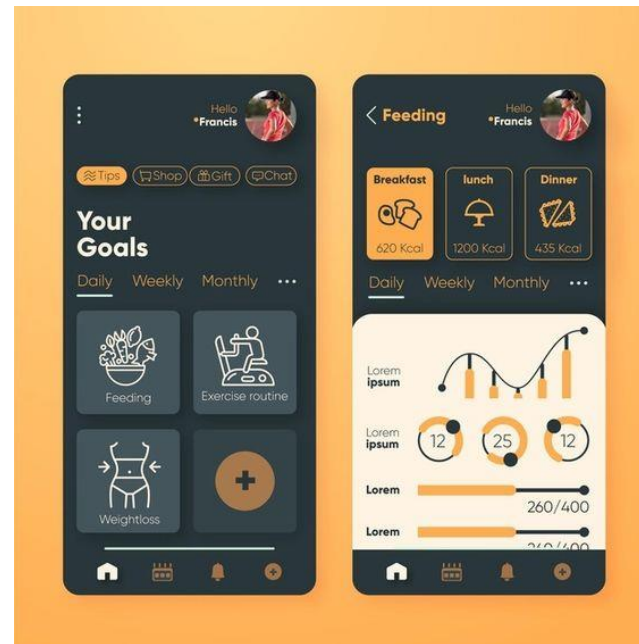 Hello
Francis
Tips
Shop
Gift
Chat
Your
Goals
Daily
Weekly
Monthly
Feeding
Exercise routine
Weightloss
Feeding
Hello
Francis
Breakfast
lunch
Dinner
620 Kcal
1200 Kcal
435 Kcal
Daily
Weekly
Monthly
Lorem
ipsum
Lorem
ipsum
12
25
12
Lorem
260/400
Lorem